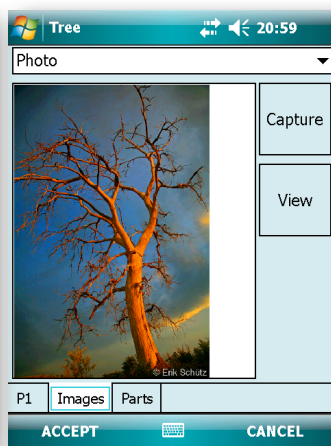 Tree 20:59
Photo
Capture
View
© Erik Schütz
P1 Images Parts
ACCEPT CANCEL